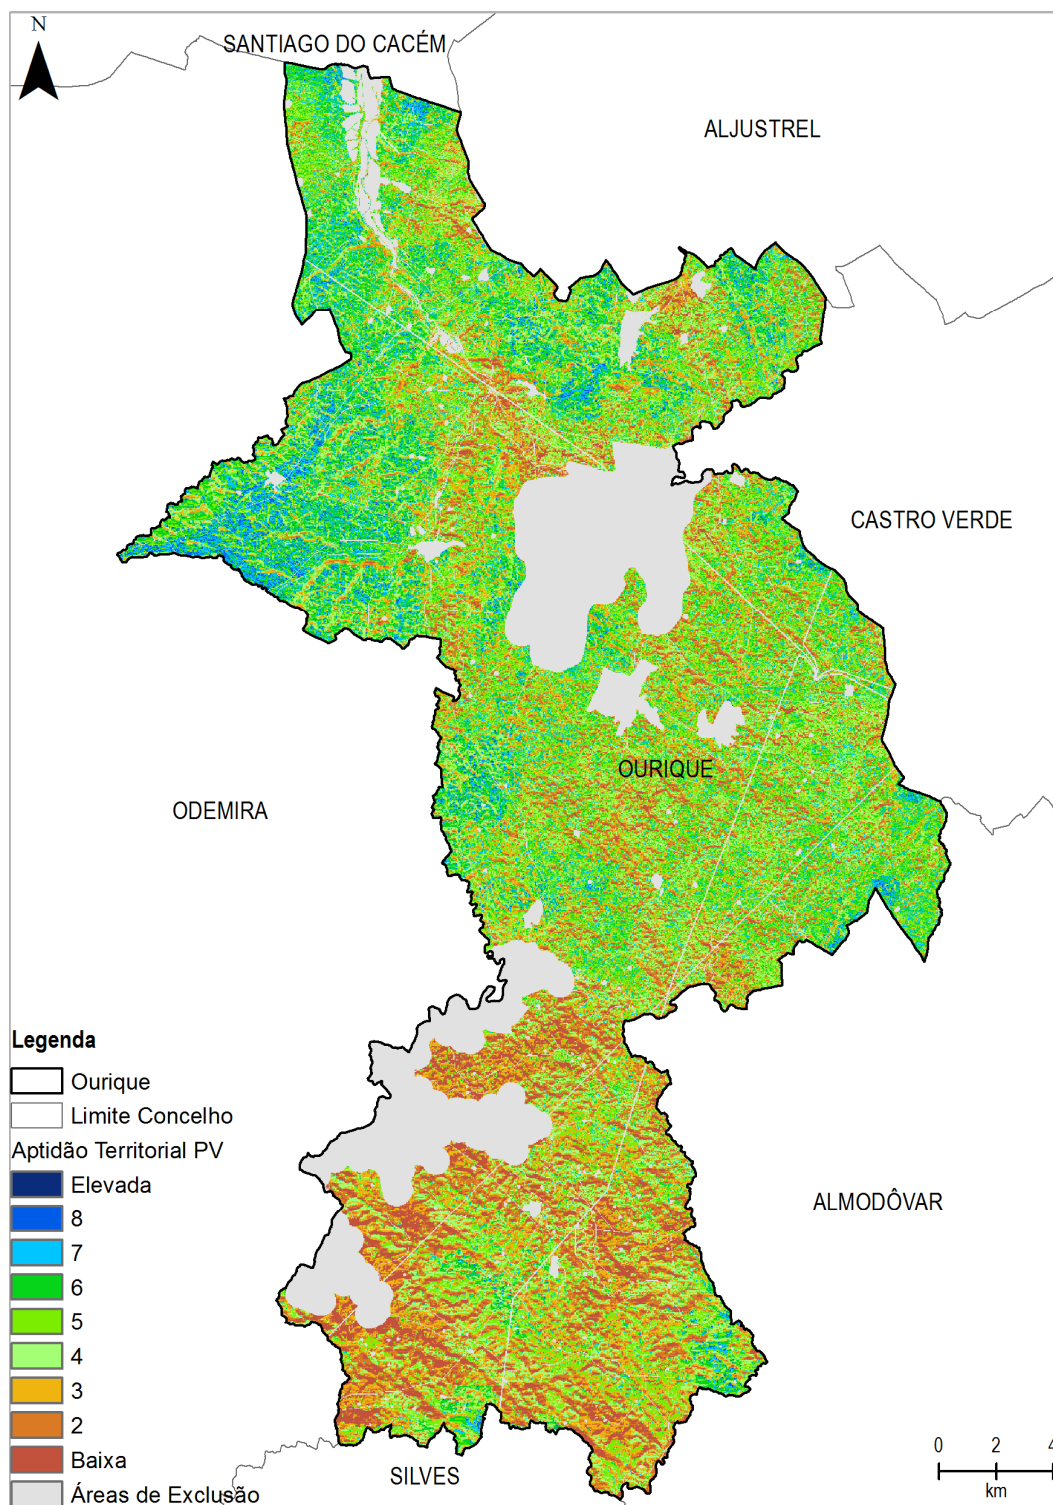 N
SANTIAGO DO CACÉM
ALJUSTREL
CASTRO VERDE
OURIQUE
ODEMIRA
ALMODÔVAR
SILVES
Legenda
Ourique
Limite Concelho
Aptidão Territorial PV
Elevada
8
7
6
5
4
3
2
Baixa
Áreas de Exclusão
0 2 4
km